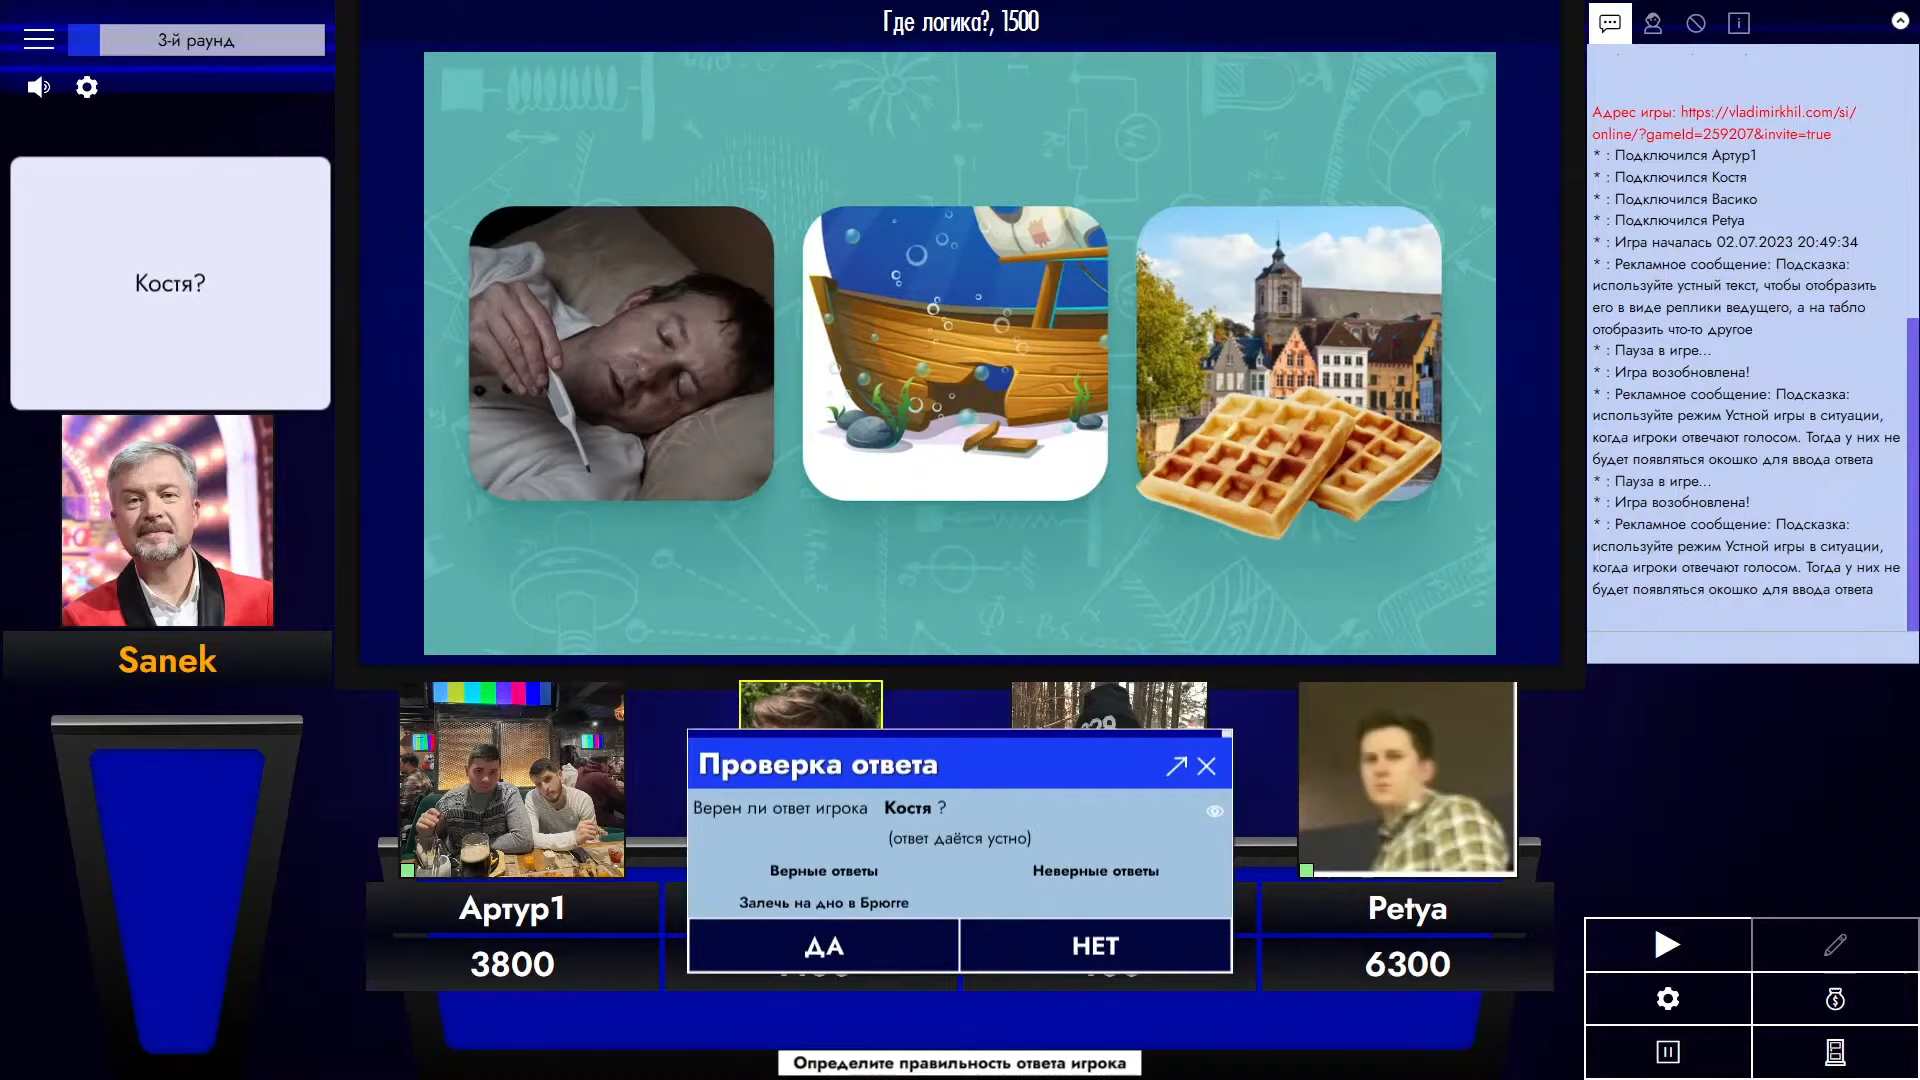 3-й раунд
Где логика?, 1500
Костя?
Sanek
Адрес игры: https://vladimirkhil.com/si/
online/?gameId=259207&invite=true
* : Подключился Артур1
* : Подключился Костя
* : Подключился Васико
* : Подключился Petya
* : Игра началась 02.07.2023 20:49:34
* : Рекламное сообщение: Подсказка:
используйте устный текст, чтобы отобразить
его в виде реплики ведущего, а на табло
отобразить что-то другое
* : Пауза в игре...
* : Игра возобновлена!
* : Рекламное сообщение: Подсказка:
используйте режим Устной игры в ситуации,
когда игроки отвечают голосом. Тогда у них не
будет появляться окошко для ввода ответа
* : Пауза в игре...
* : Игра возобновлена!
* : Рекламное сообщение: Подсказка:
используйте режим Устной игры в ситуации,
когда игроки отвечают голосом. Тогда у них не
будет появляться окошко для ввода ответа
Проверка ответа
Верен ли ответ игрока Костя ?
(ответ даётся устно)
Верные ответы Неверные ответы
Залечь на дно в Брюгге
ДА НЕТ
Артур1
3800
Petya
6300
Определите правильность ответа игрока